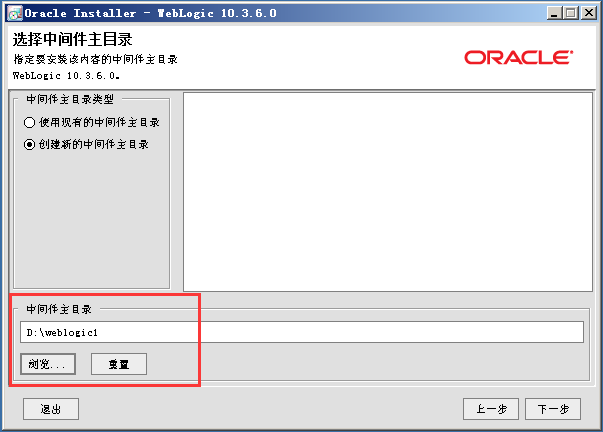 Oracle Installer - WebLogic 10.3.6.0
选择中间件主目录
指定要安装该内容的中间件主目录
WebLogic 10.3.6.0。
ORACLE
中间件主目录类型
使用现有的中间件主目录
创建新的中间件主目录
中间件主目录
D:\weblogic1
浏览... 重置
退出 上一步 下一步